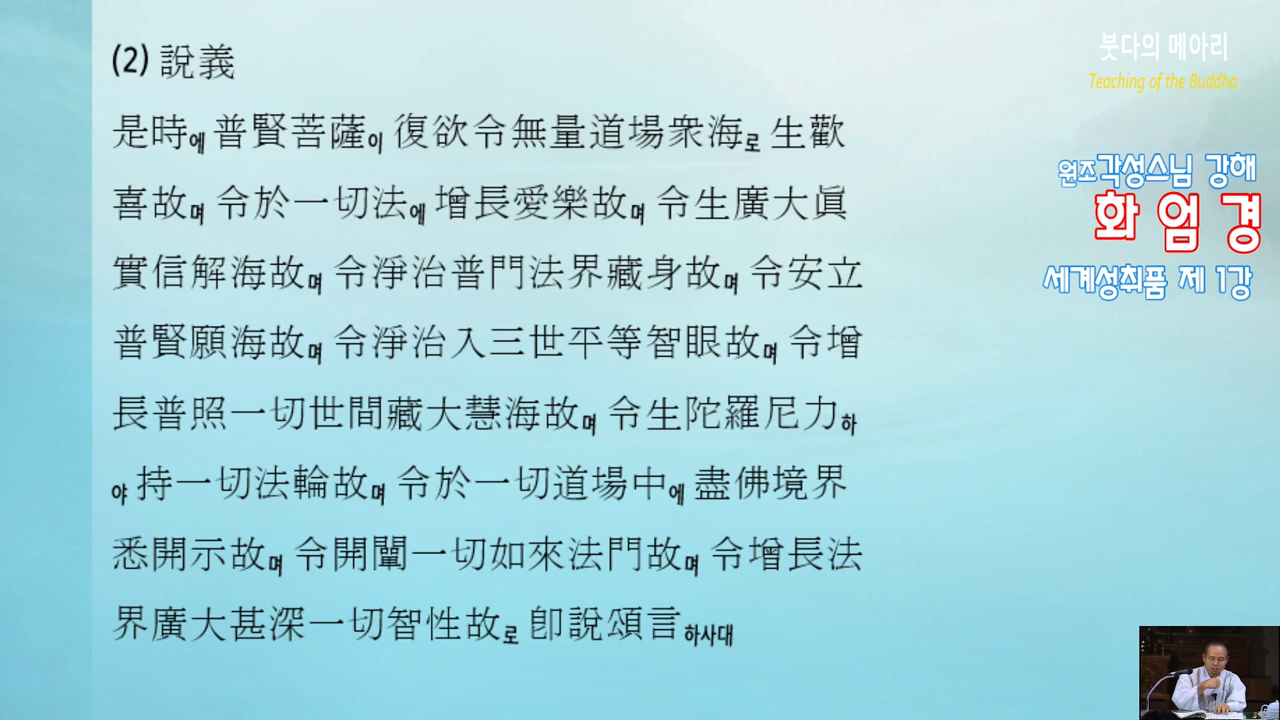 (2) 說義
是時에 普賢菩薩이 復欲令無量道場衆海로 生歡
喜故며 令於一切法에 增長愛樂故며 令生廣大眞
實信解海故며 令淨治普門法界藏身故며 令安立
普賢願海故며 令淨治入三世平等智眼故며 令增
長普照一切世間藏大慧海故며 令生陀羅尼力하
야 持一切法輪故며 令於一切道場中에 盡佛境界
悉開示故며 令開闡一切如來法門故며 令增長法
界廣大甚深一切智性故로 卽說頌言하사대
붓다의 메아리
Teaching of the Buddha
원조각성스님 강해
화엄경
세계성취품 제 1강